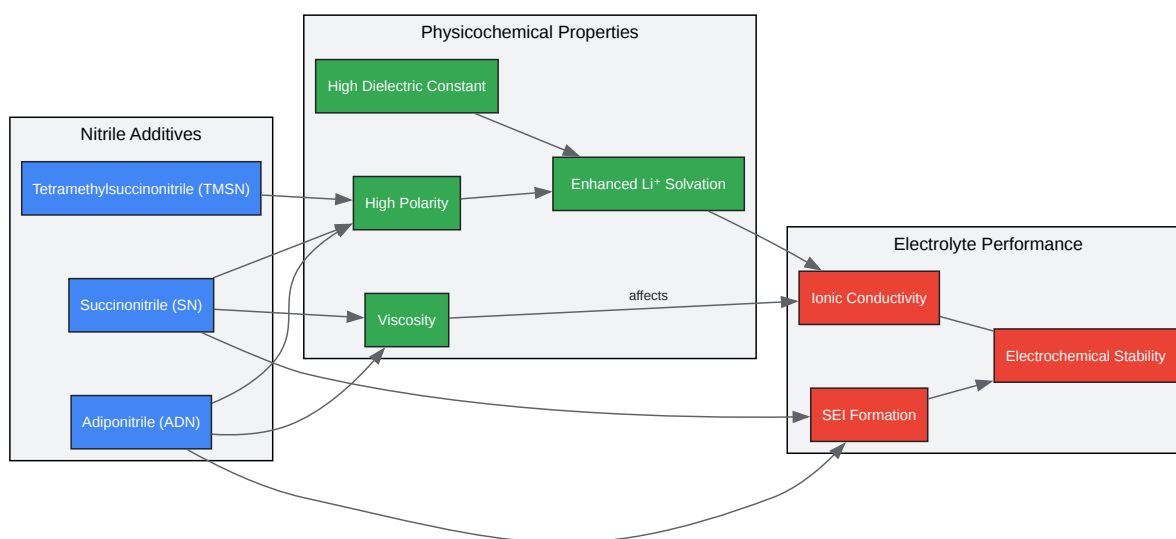 Physicochemical Properties
High Dielectric Constant
Nitrile Additives
Tetramethylsuccinonitrile (TMSN)
High Polarity
Enhanced Li⁺ Solvation
Electrolyte Performance
Succinonitrile (SN)
Viscosity
affects
Ionic Conductivity
Electrochemical Stability
Adiponitrile (ADN)
SEI Formation